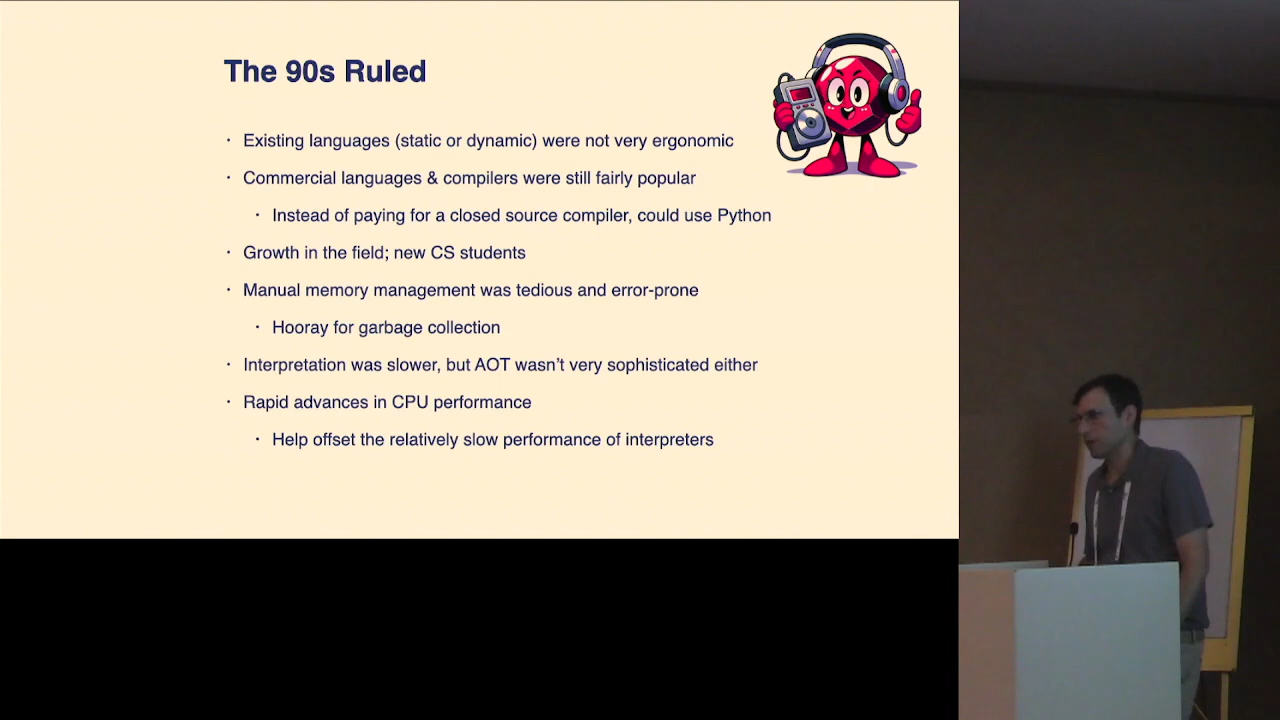 The 90s Ruled
· Existing languages (static or dynamic) were not very ergonomic
· Commercial languages & compilers were still fairly popular
· Instead of paying for a closed source compiler, could use Python
· Growth in the field; new CS students
· Manual memory management was tedious and error-prone
· Hooray for garbage collection
· Interpretation was slower, but AOT wasn’t very sophisticated either
· Rapid advances in CPU performance
· Help offset the relatively slow performance of interpreters